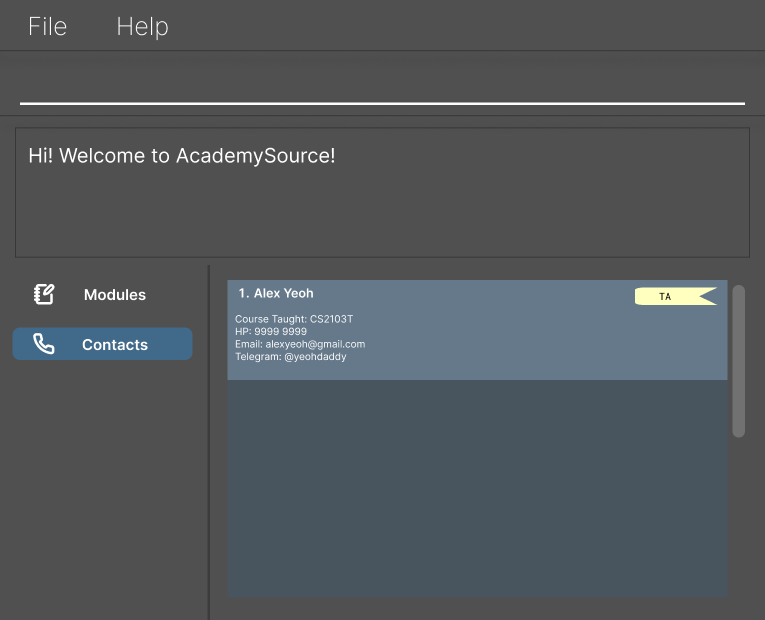 File Help
Hi! Welcome to AcademySource!
Modules
Contacts
1. Alex Yeoh
TA
Course Taught: CS2103T
HP: 9999 9999
Email: alexyeoh@gmail.com
Telegram: @yeohdaddy